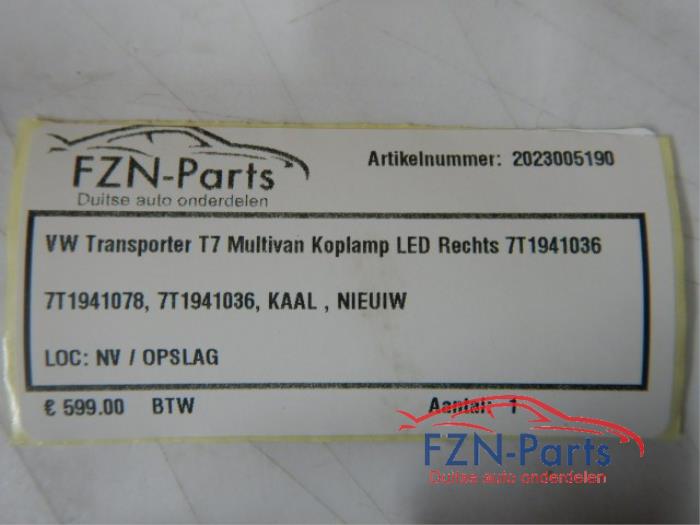 FZN-Parts
Duitse auto onderdelen
Artikelnummer: 2023005190
VW Transporter T7 Multivan Koplamp LED Rechts 7T1941036
7T1941078, 7T1941036, KAAL , NIEUIW
LOC: NV / OPSLAG
€ 599.00 BTW
Aantal: 1
FZN-Parts
Duitse auto onderdelen